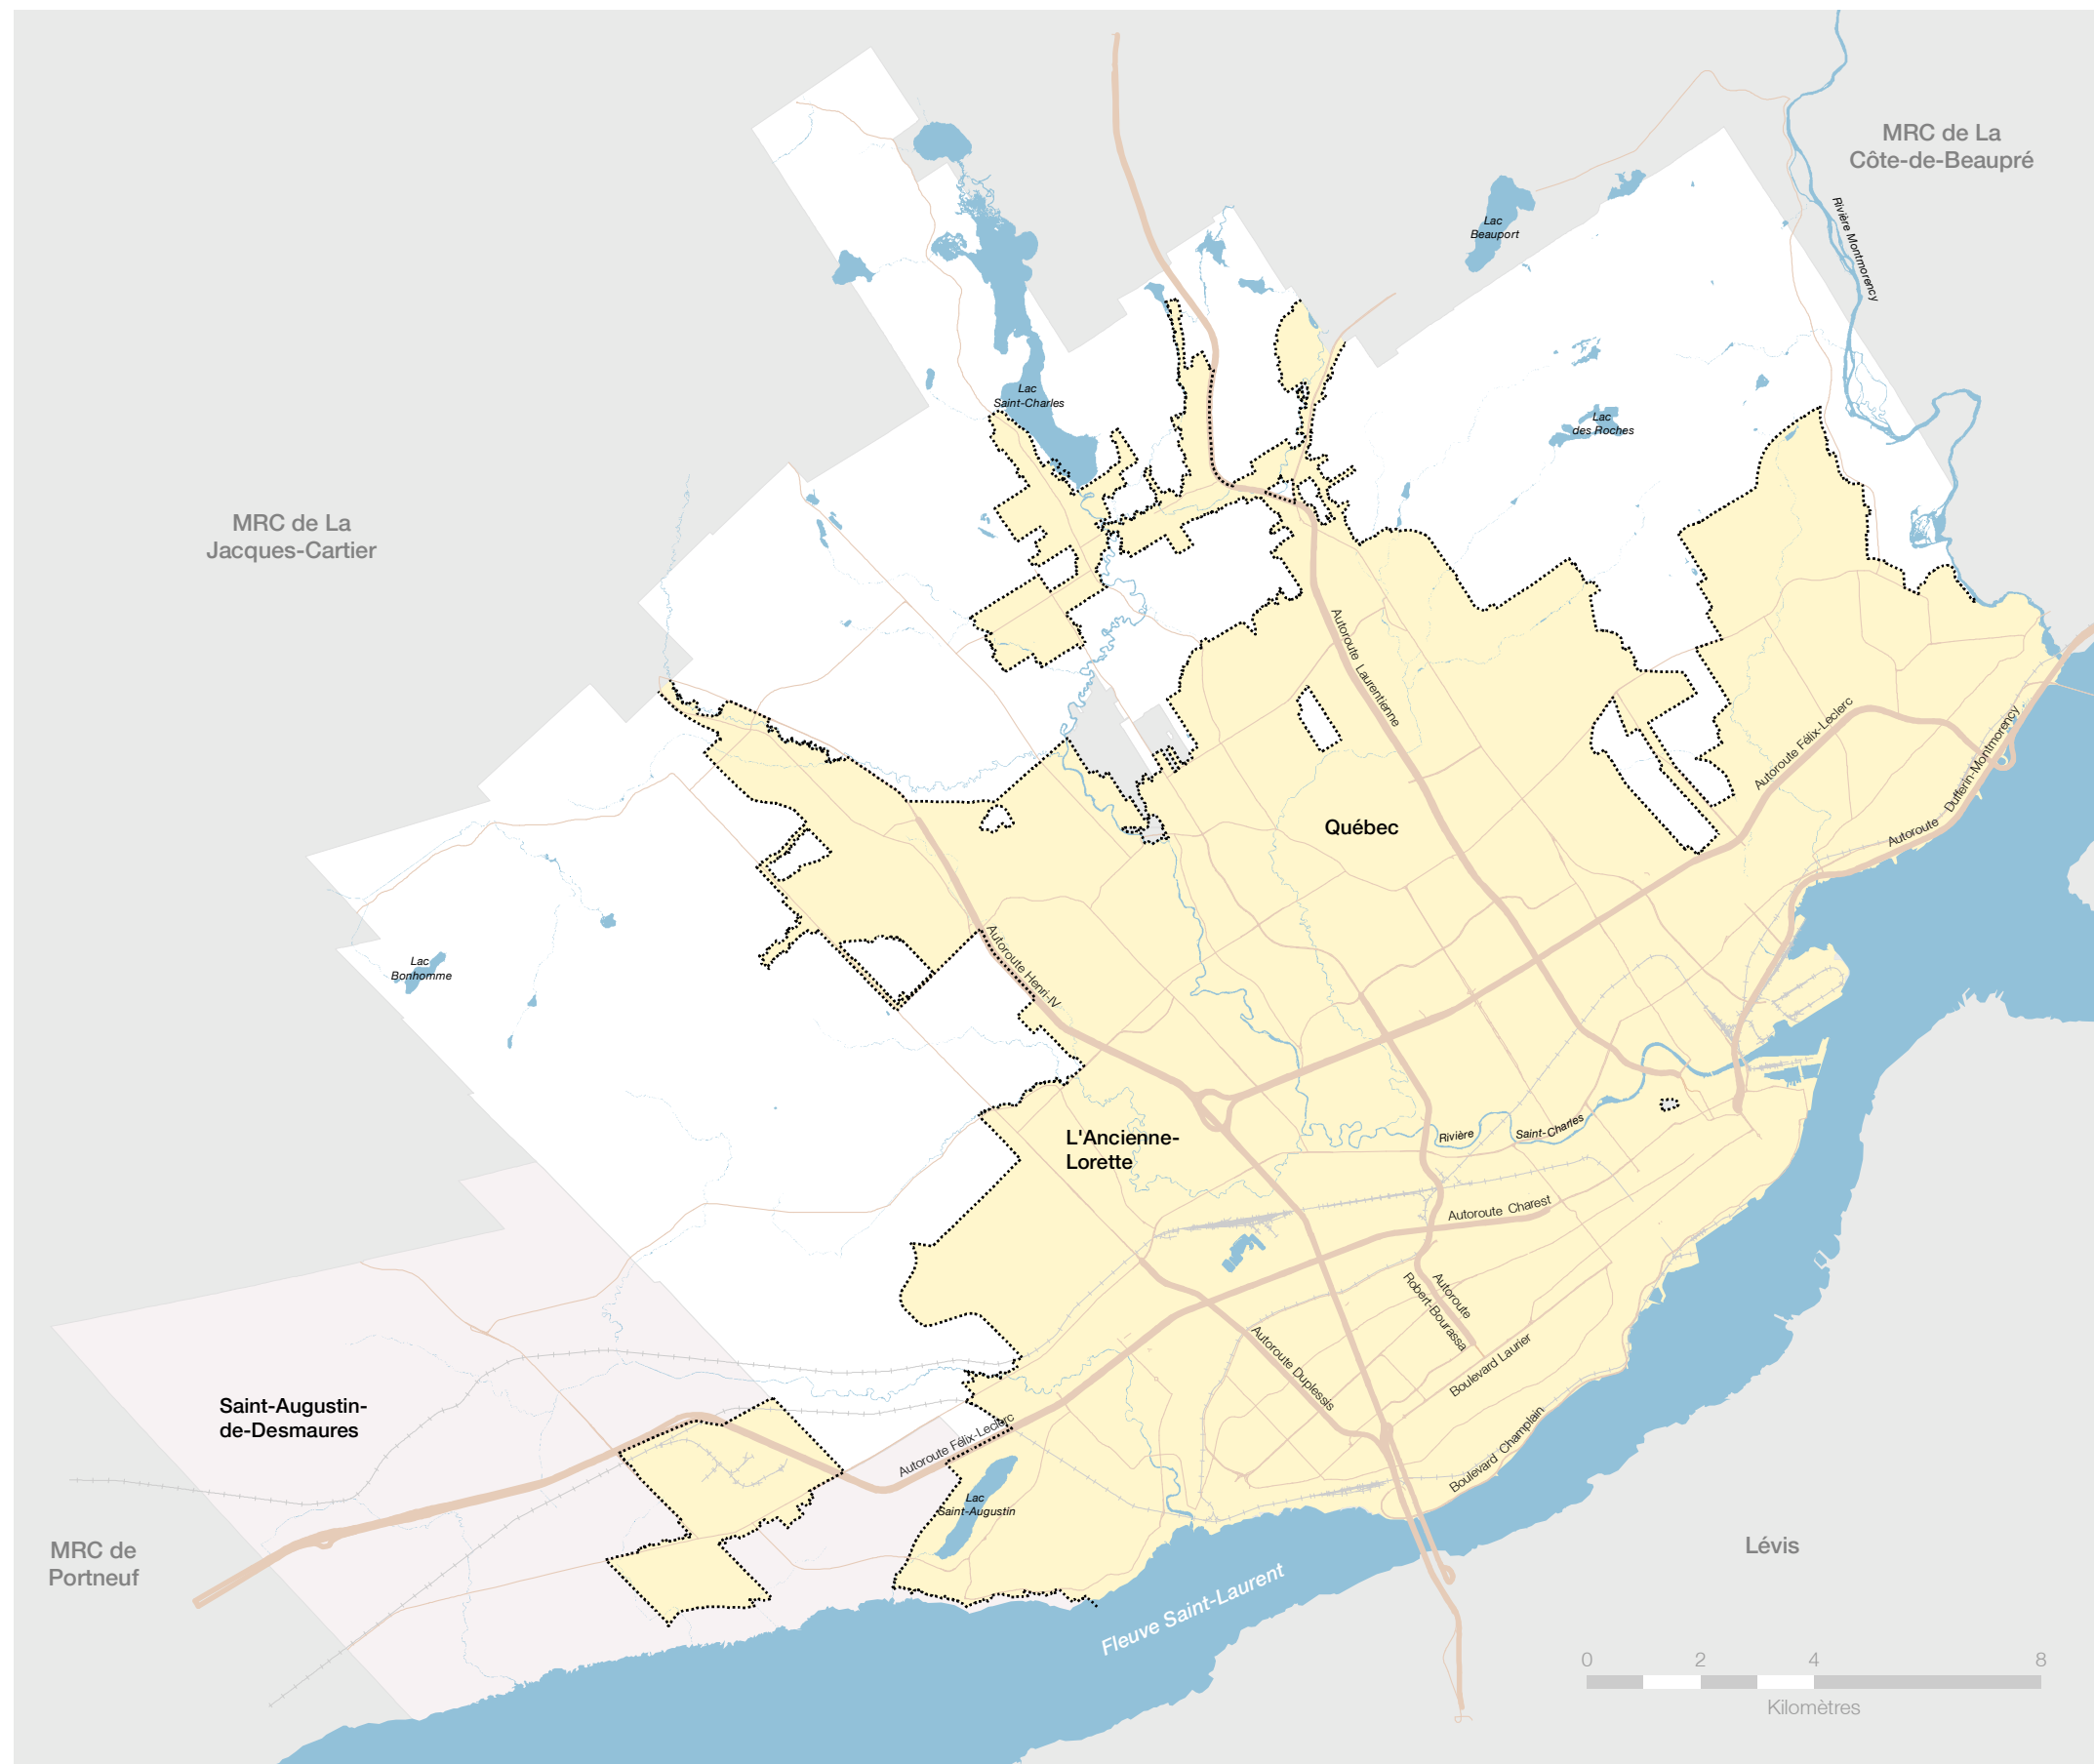 MRC de La
Côte-de-Beaupré
Rivière Montmorency
Lac
Beauport
Lac
Saint-Charles
Lac
des Roches
MRC de La
Jacques-Cartier
Autoroute Laurentienne
Autoroute Félix-Leclerc
Autoroute Dufferin-Montmorency
Québec
Lac
Bonhomme
Autoroute Henri-IV
L'Ancienne-
Lorette
Rivière Saint-Charles
Autoroute Charest
Autoroute
Robert-Bourassa
Autoroute Duplessis
Boulevard Laurier
Saint-Augustin-
de-Desmaures
Autoroute Félix-Leclerc
Boulevard Champlain
Lac
Saint-Augustin
MRC de
Portneuf
Lévis
Fleuve Saint-Laurent
0 2 4 8
Kilomètres